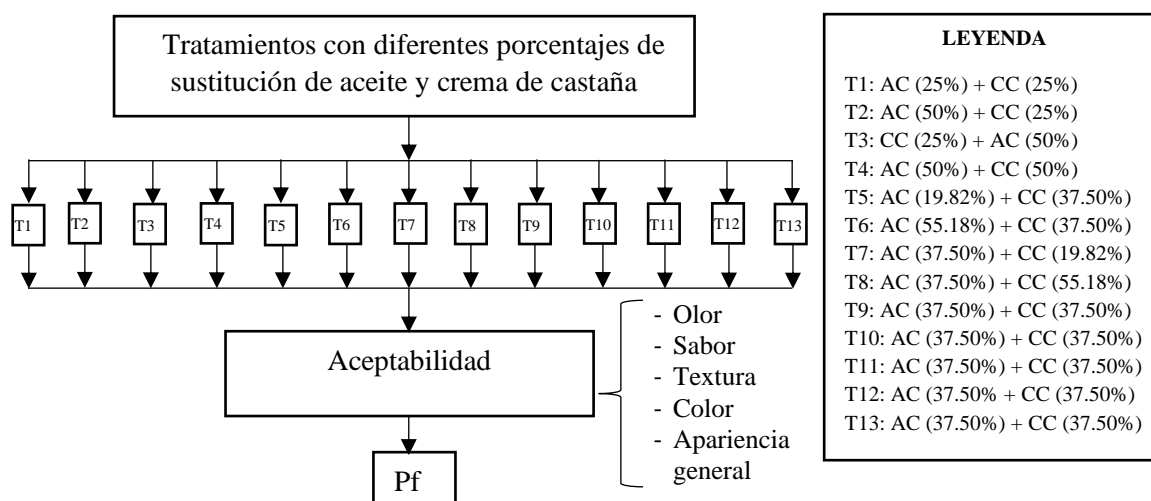 Tratamientos con diferentes porcentajes de
sustitución de aceite y crema de castaña
T1 T2 T3 T4 T5 T6 T7 T8 T9 T10 T11 T12 T13
Aceptabilidad
- Olor
- Sabor
- Textura
- Color
- Apariencia
general
Pf
LEYENDA
T1: AC (25%) + CC (25%)
T2: AC (50%) + CC (25%)
T3: CC (25%) + AC (50%)
T4: AC (50%) + CC (50%)
T5: AC (19.82%) + CC (37.50%)
T6: AC (55.18%) + CC (37.50%)
T7: AC (37.50%) + CC (19.82%)
T8: AC (37.50%) + CC (55.18%)
T9: AC (37.50%) + CC (37.50%)
T10: AC (37.50%) + CC (37.50%)
T11: AC (37.50%) + CC (37.50%)
T12: AC (37.50% + CC (37.50%)
T13: AC (37.50%) + CC (37.50%)